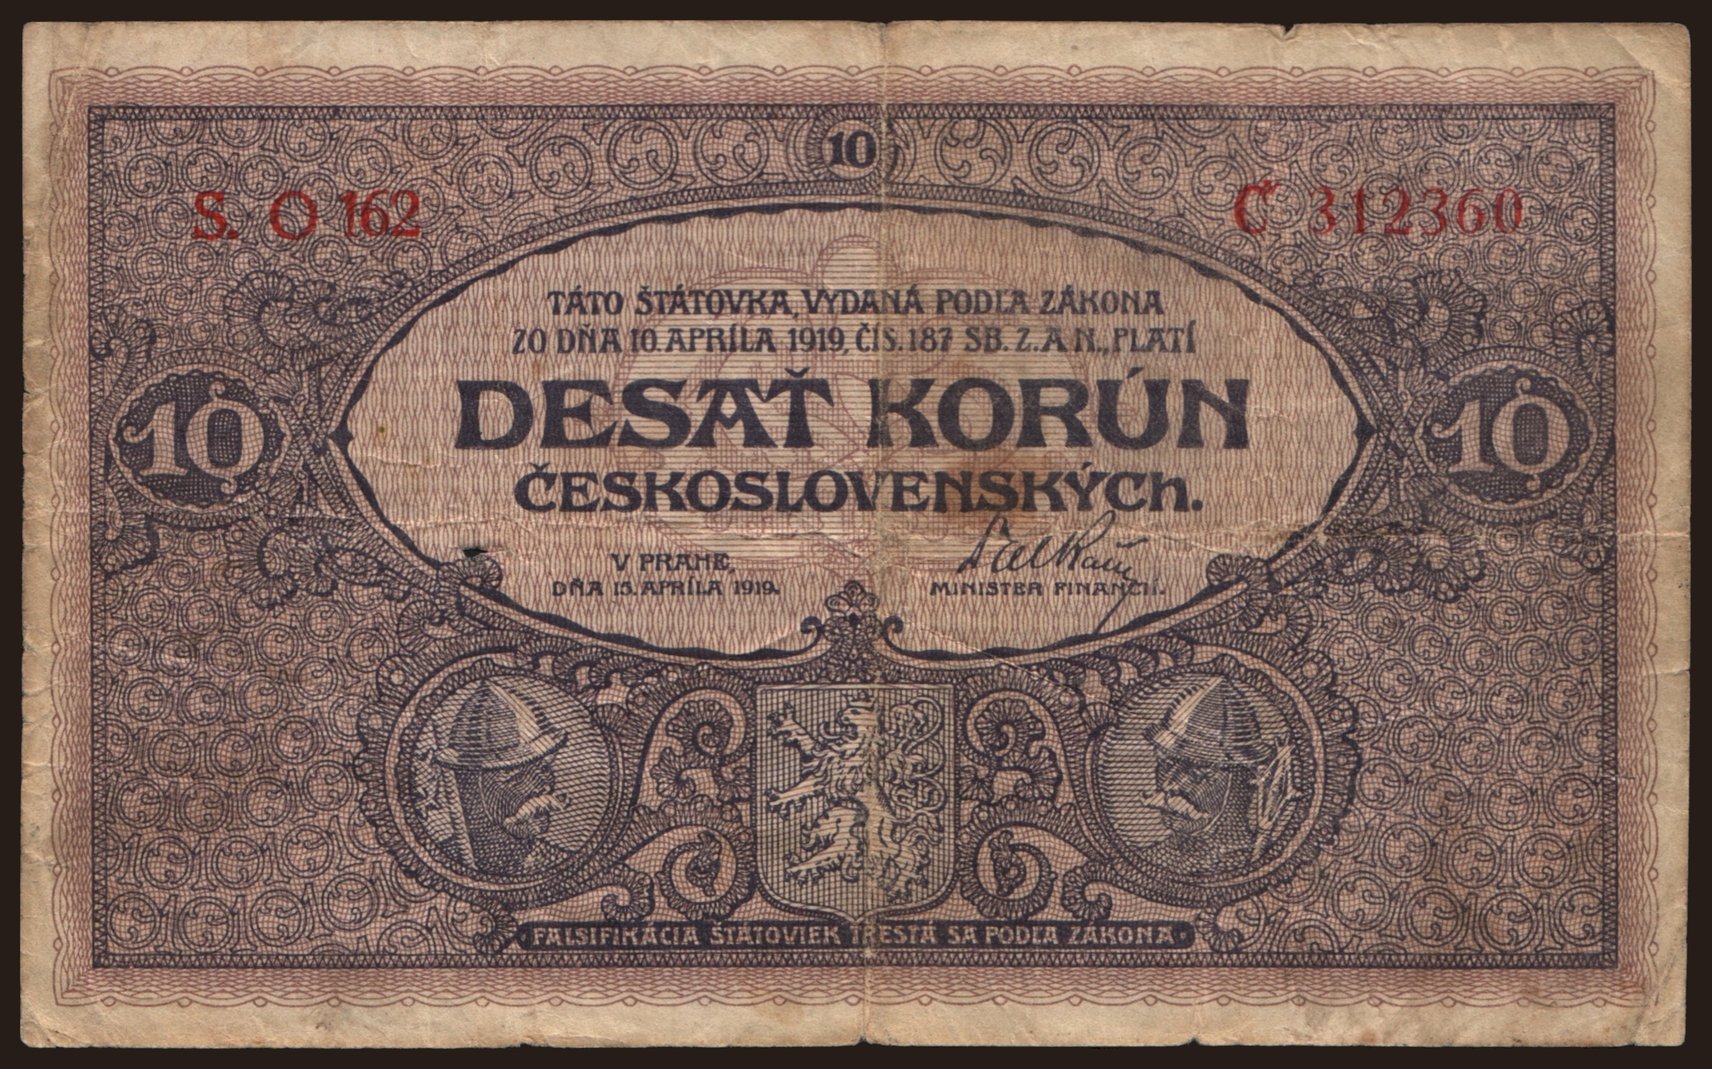 10
S. O 162
C 312360
TÁTO ŠTÁTOVKA, VYDANÁ PODĽA ZÁKONA
ZO DŇA 10. APRÍLA 1919, ČÍS. 187 SB. Z. A N., PLATÍ
DESAŤ KORÚN
ČESKOSLOVENSKÝCH.
10
10
V PRAHE,
DŇA 15. APRÍLA 1919.
MINISTER FINANCIÍ.
FALSIFIKÁCIA ŠTÁTOVIEK TRESTÁ SA PODĽA ZÁKONA.